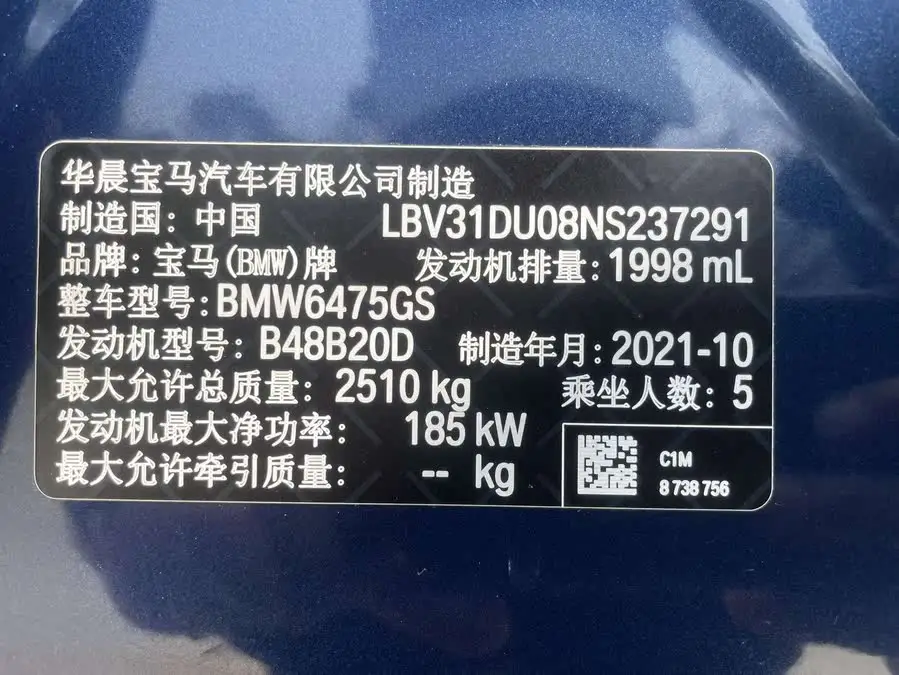 华晨宝马汽车有限公司制造
制造国: 中国 LBV31DU08NS237291
品牌: 宝马(BMW)牌 发动机排量: 1998 mL
整车型号: BMW6475GS
发动机型号: B48B20D 制造年月: 2021-10
最大允许总质量: 2510 kg 乘坐人数: 5
发动机最大净功率: 185 kW
最大允许牵引质量: -- kg
C1M
8 738 756